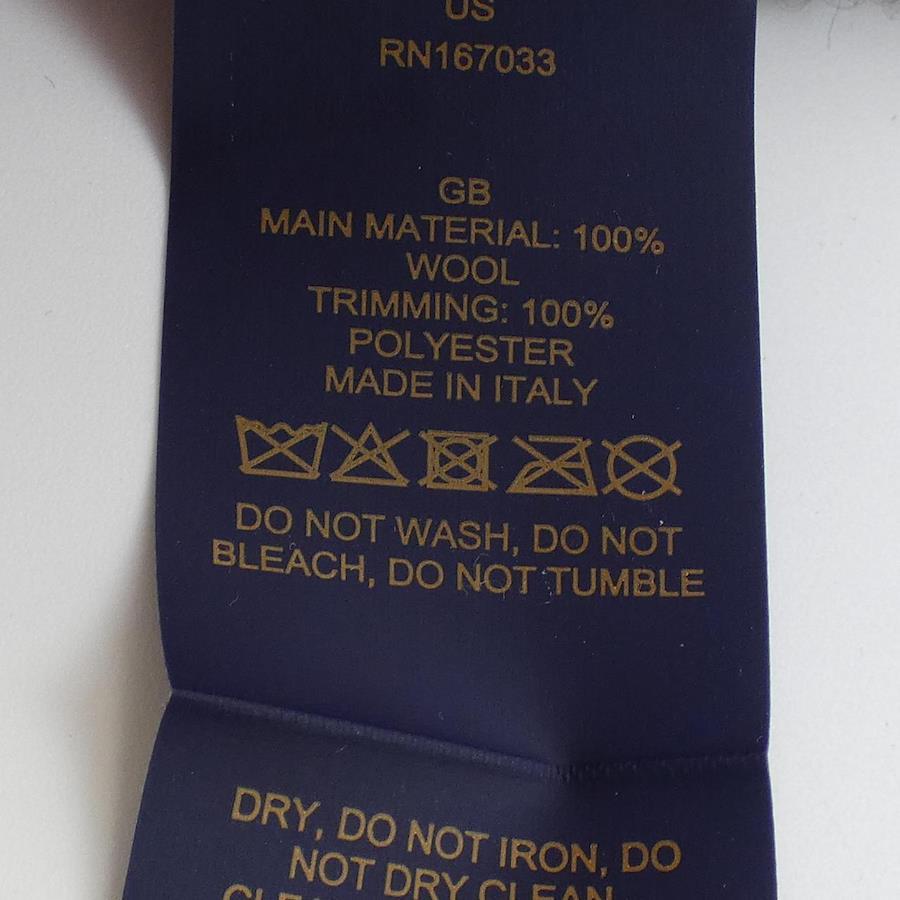 US
RN167033
GB
MAIN MATERIAL: 100%
WOOL
TRIMMING: 100%
POLYESTER
MADE IN ITALY
DO NOT WASH, DO NOT
BLEACH, DO NOT TUMBLE
DRY, DO NOT IRON, DO
NOT DRY CLEAN